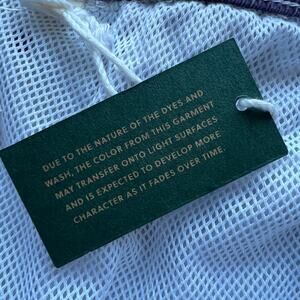 DUE TO THE NATURE OF THE DYES AND
WASH, THE COLOR FROM THIS GARMENT
MAY TRANSFER ONTO LIGHT SURFACES
AND IS EXPECTED TO DEVELOP MORE
CHARACTER AS IT FADES OVER TIME.